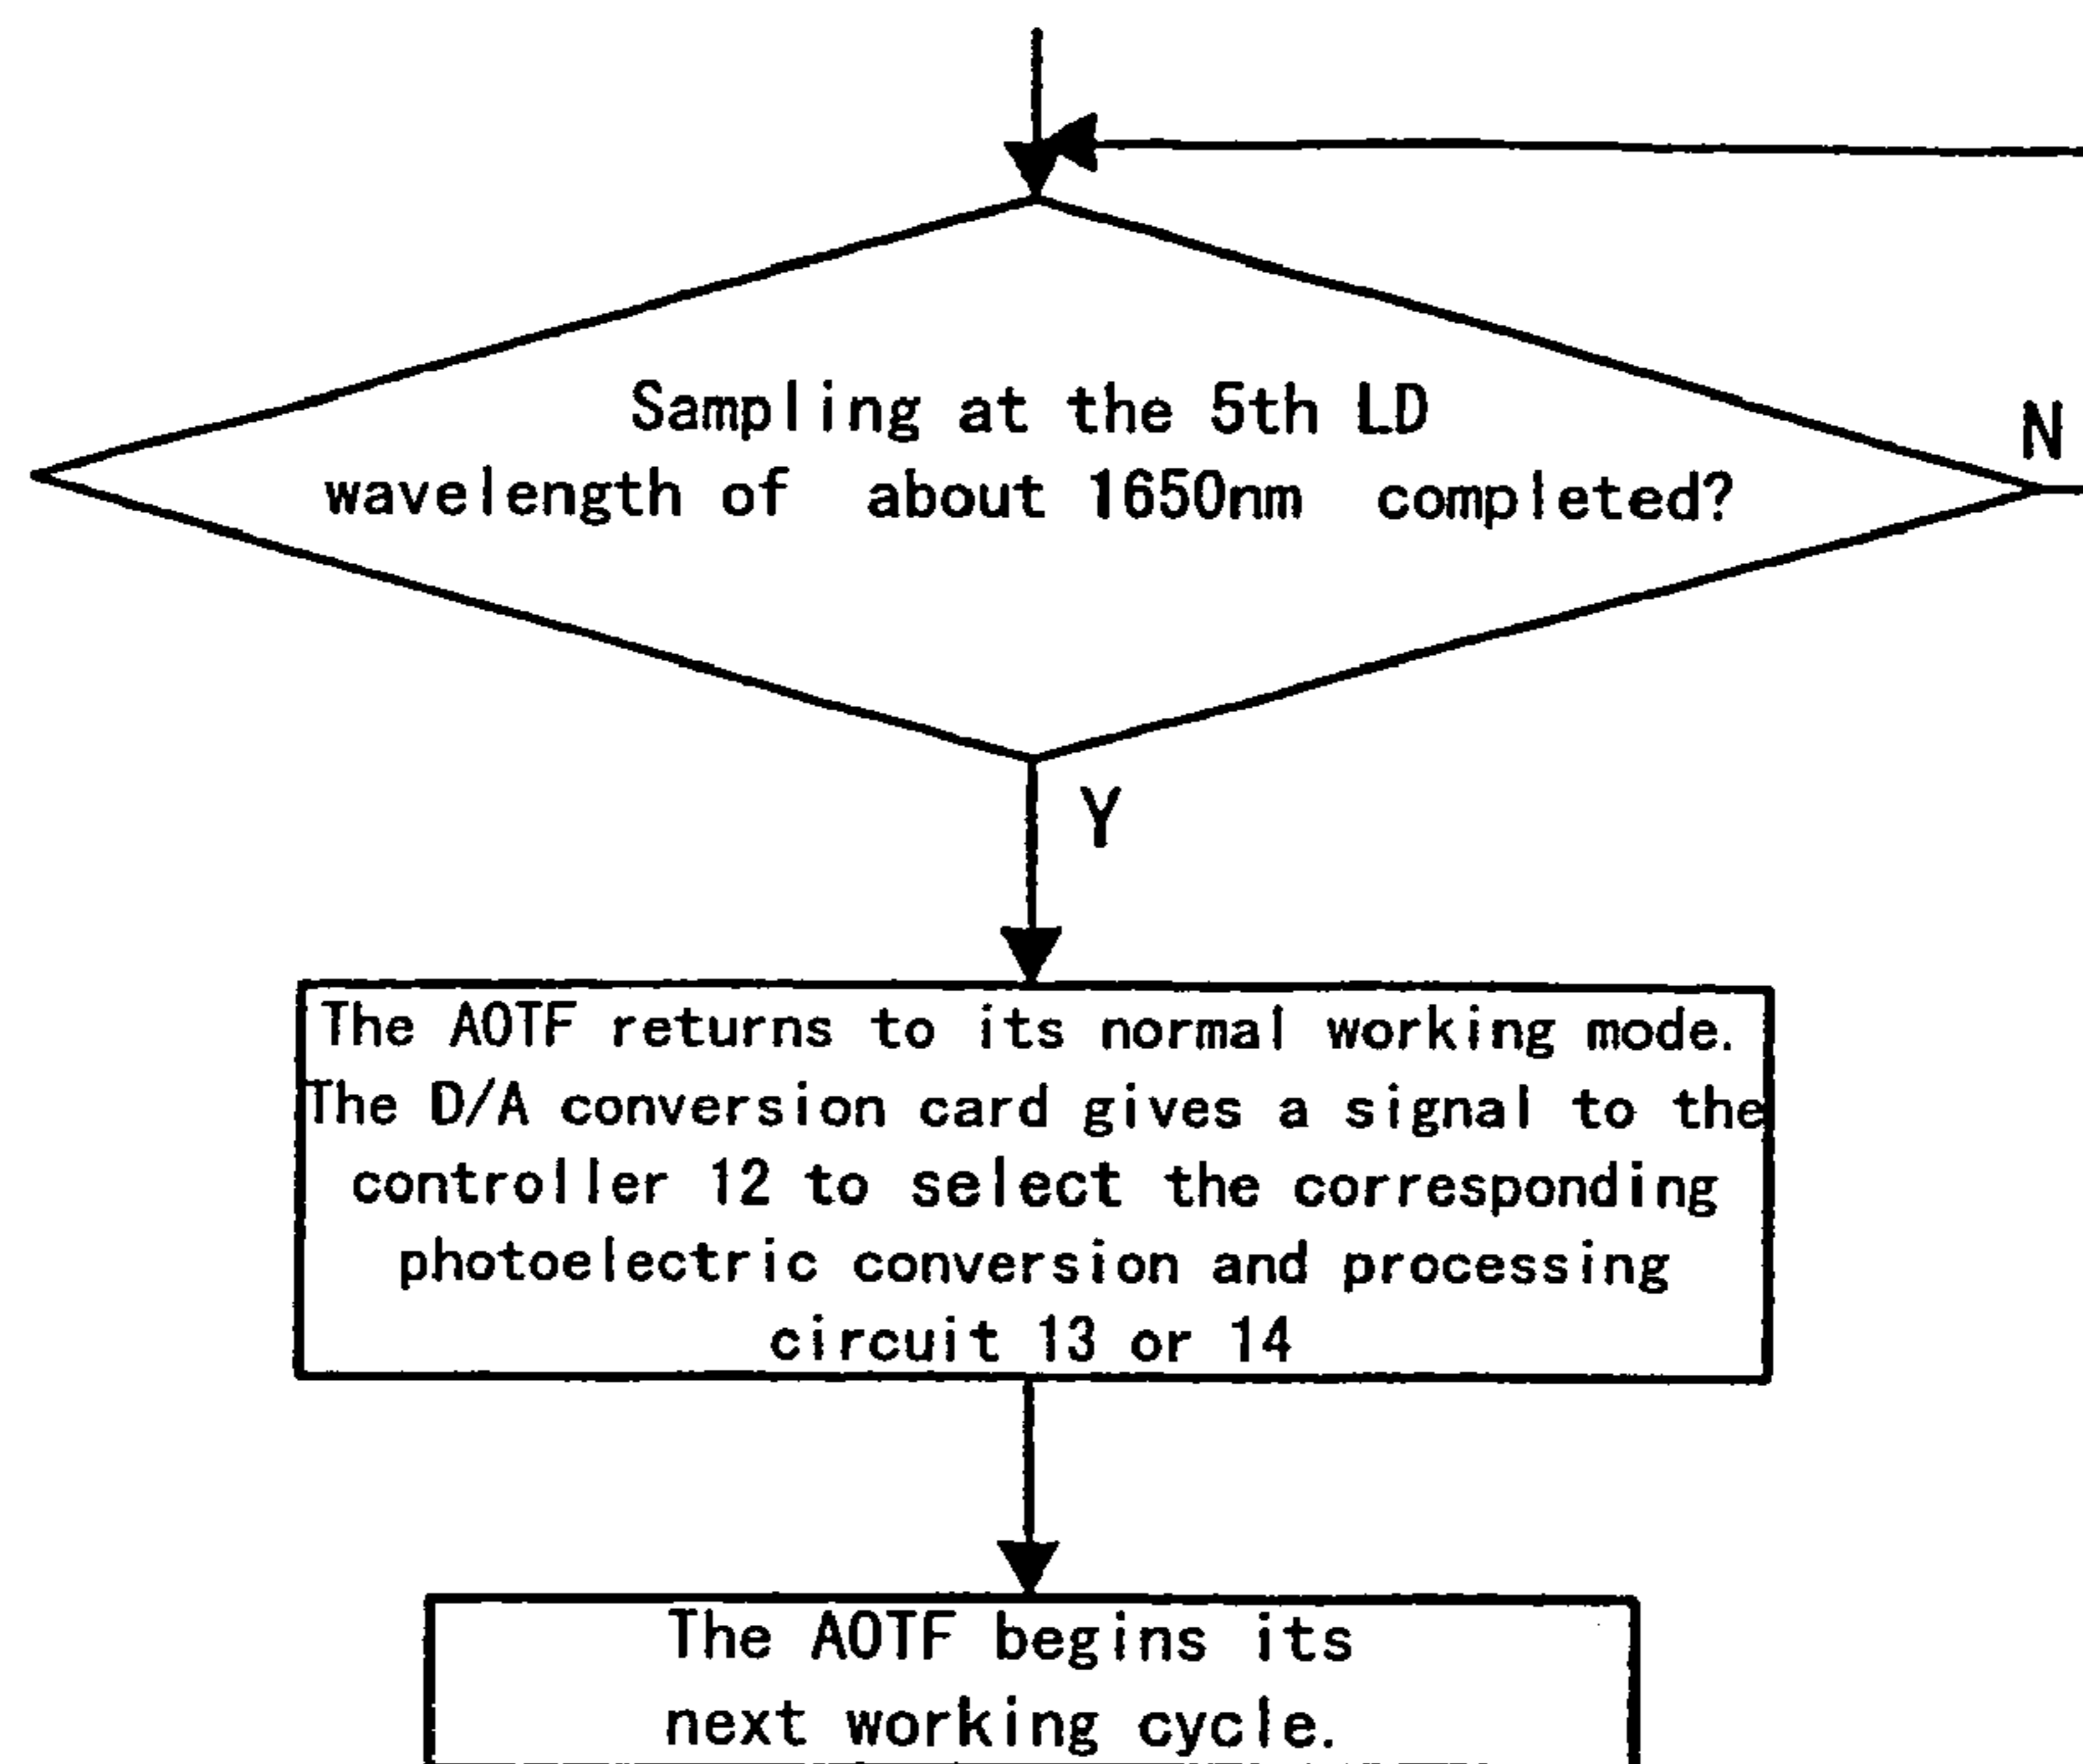 Sampling at the 5th LD
N
wavelength of about 1650nm completed?
Y
The AOTF returns to its normal working mode.
The D/A conversion card gives a signal to the
controller 12 to select the corresponding
photoelectric conversion and processing
circuit 13 or 14
The AOTF begins its
next working cycle.